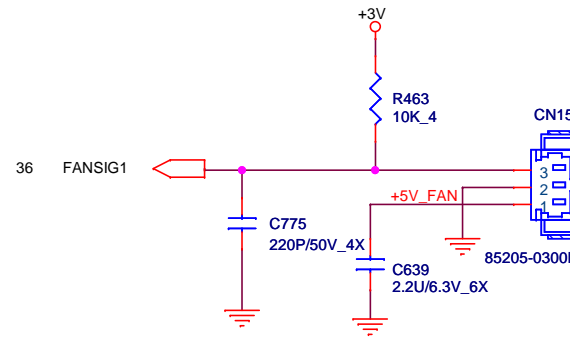 +3V
R463
10K_4
CN15
36 FANSIG1
3
2
1
+5V_FAN
C775
220P/50V_4X
C639
2.2U/6.3V_6X
85205-0300